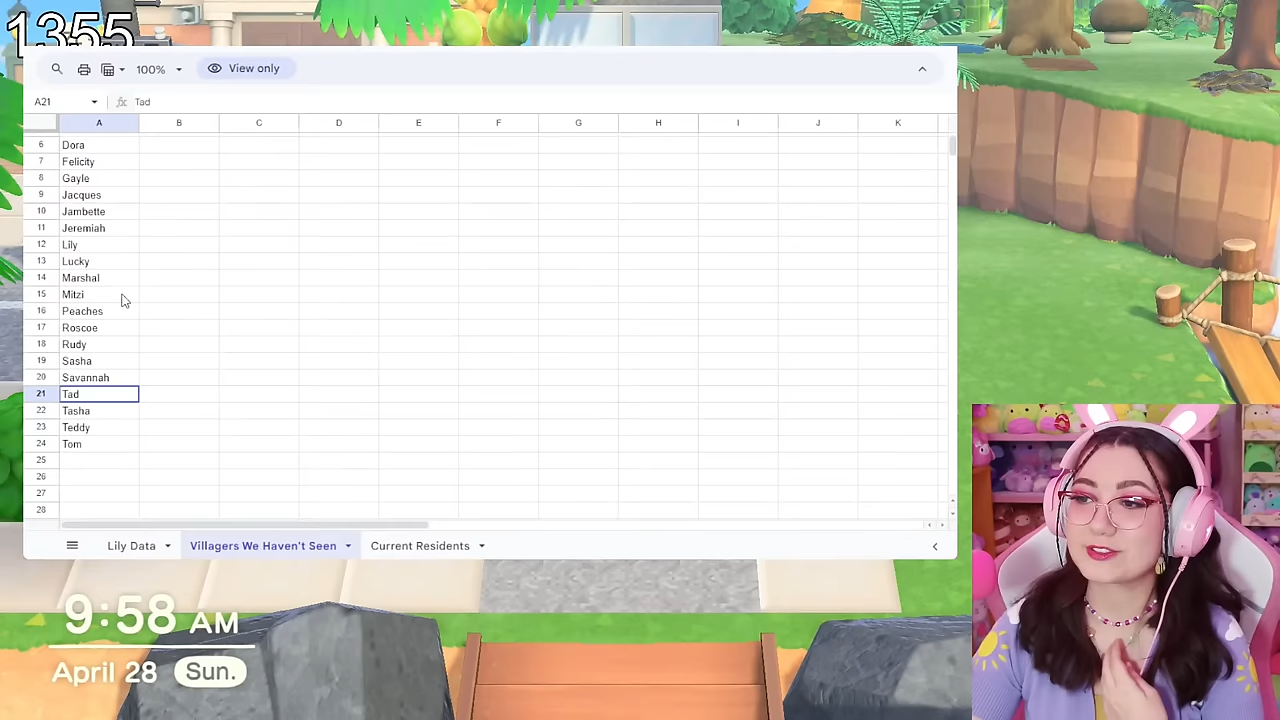 1355
100%
View only
A21
fx
Tad
A B C D E F G H I J K
6 Dora
7 Felicity
8 Gayle
9 Jacques
10 Jambette
11 Jeremiah
12 Lily
13 Lucky
14 Marshal
15 Mitzi
16 Peaches
17 Roscoe
18 Rudy
19 Sasha
20 Savannah
21 Tad
22 Tasha
23 Teddy
24 Tom
25
26
27
28
Lily Data
Villagers We Haven't Seen
Current Residents
9:58 AM
April 28 Sun.